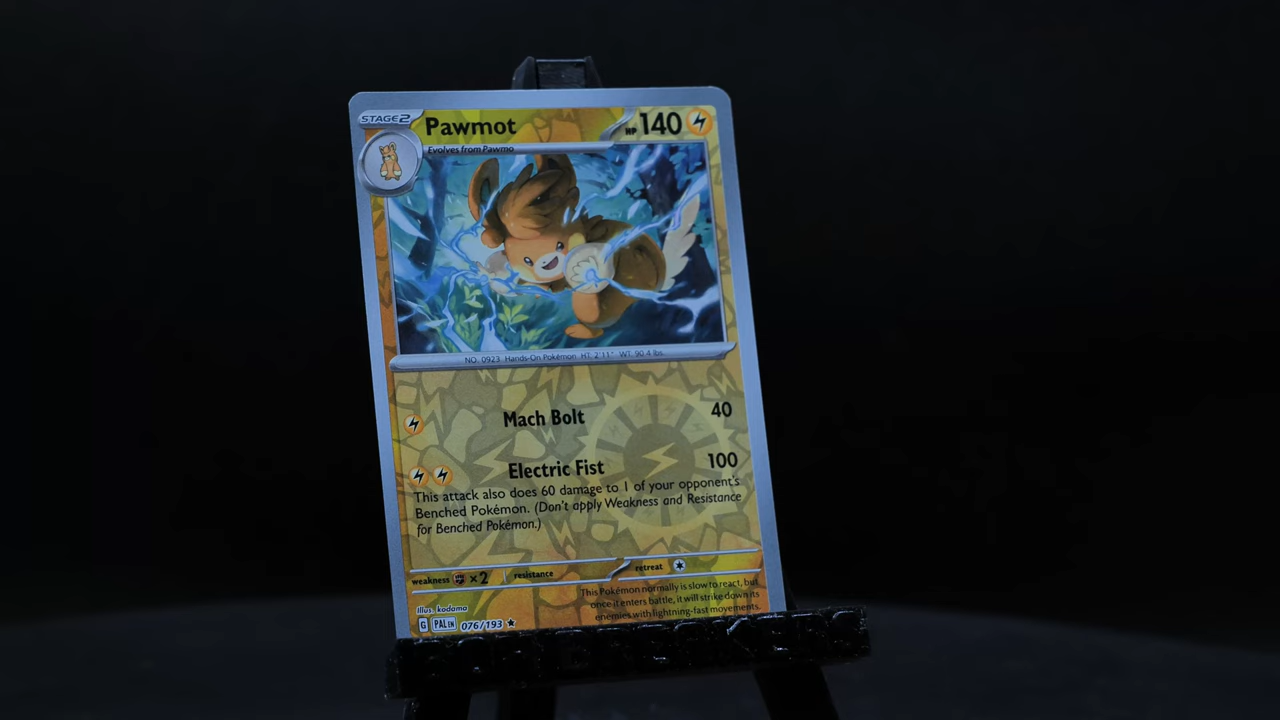 STAGE2
Pawmot
HP 140
Evolves from Pawmo
NO. 0923 Hands-On Pokémon HT: 2'11" WT: 90.4 lbs.
Mach Bolt 40
Electric Fist 100
This attack also does 60 damage to 1 of your opponent's
Benched Pokémon. (Don't apply Weakness and Resistance
for Benched Pokémon.)
weakness ×2 resistance retreat
This Pokémon normally is slow to react, but
once it enters battle, it will strike down its
enemies with lightning-fast movements.
Illus. kodama
G PAL EN 076/193 ★